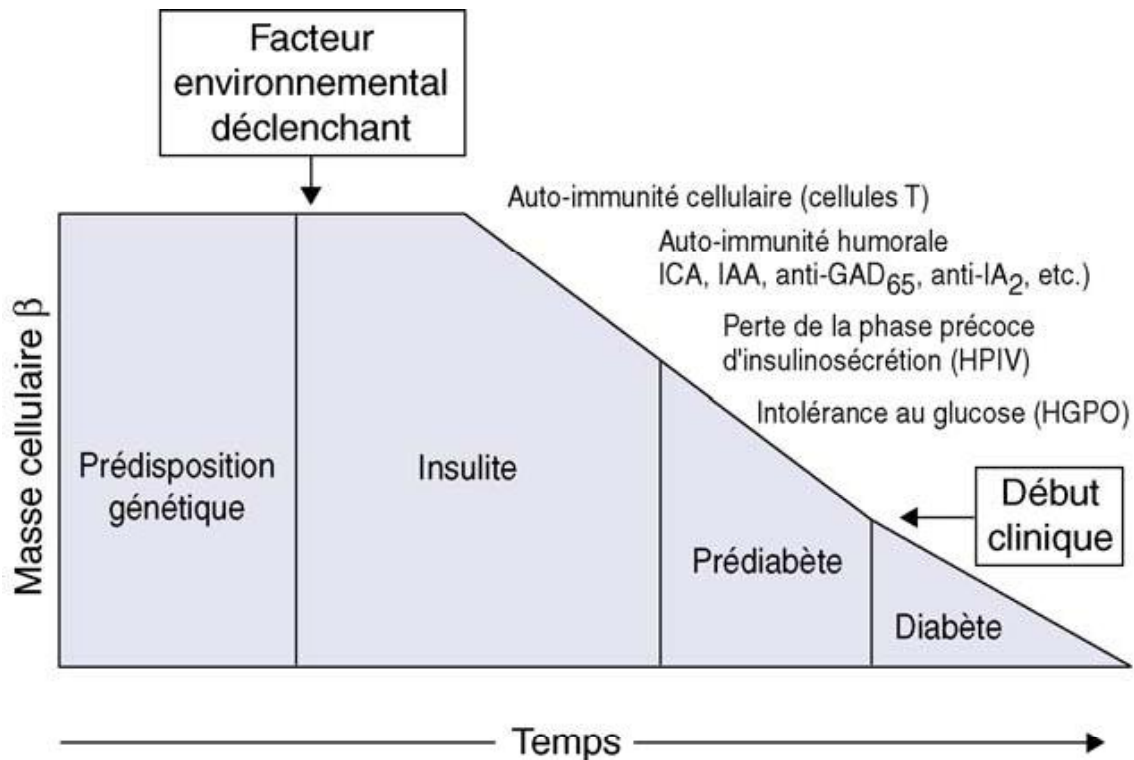 Facteur
environnemental
déclenchant
Auto-immunité cellulaire (cellules T)
Auto-immunité humorale
ICA, IAA, anti-GAD65, anti-IA2, etc.)
Perte de la phase précoce
d'insulinosécrétion (HPIV)
Intolérance au glucose (HGPO)
Début
clinique
Masse cellulaire β
Prédisposition
génétique
Insulite
Prédiabète
Diabète
Temps